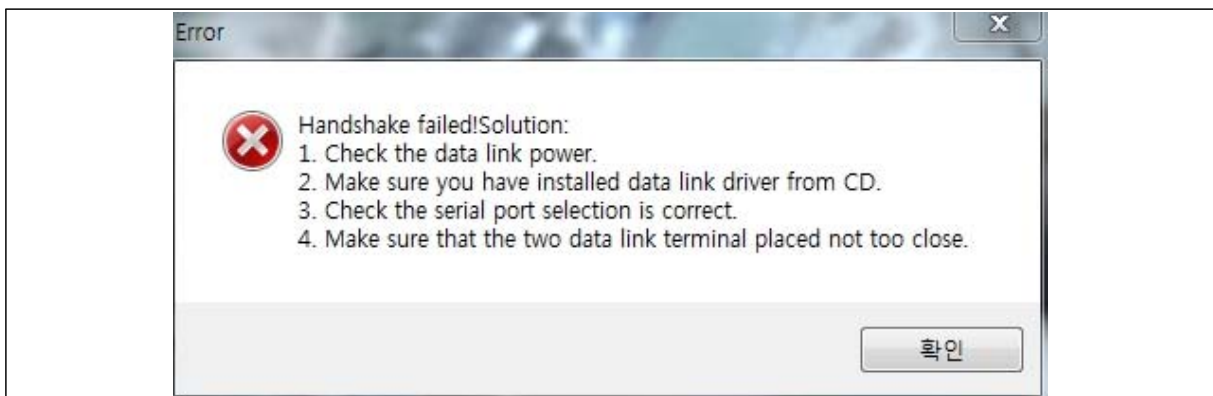 Error
Handshake failed!Solution:
1. Check the data link power.
2. Make sure you have installed data link driver from CD.
3. Check the serial port selection is correct.
4. Make sure that the two data link terminal placed not too close.
확인